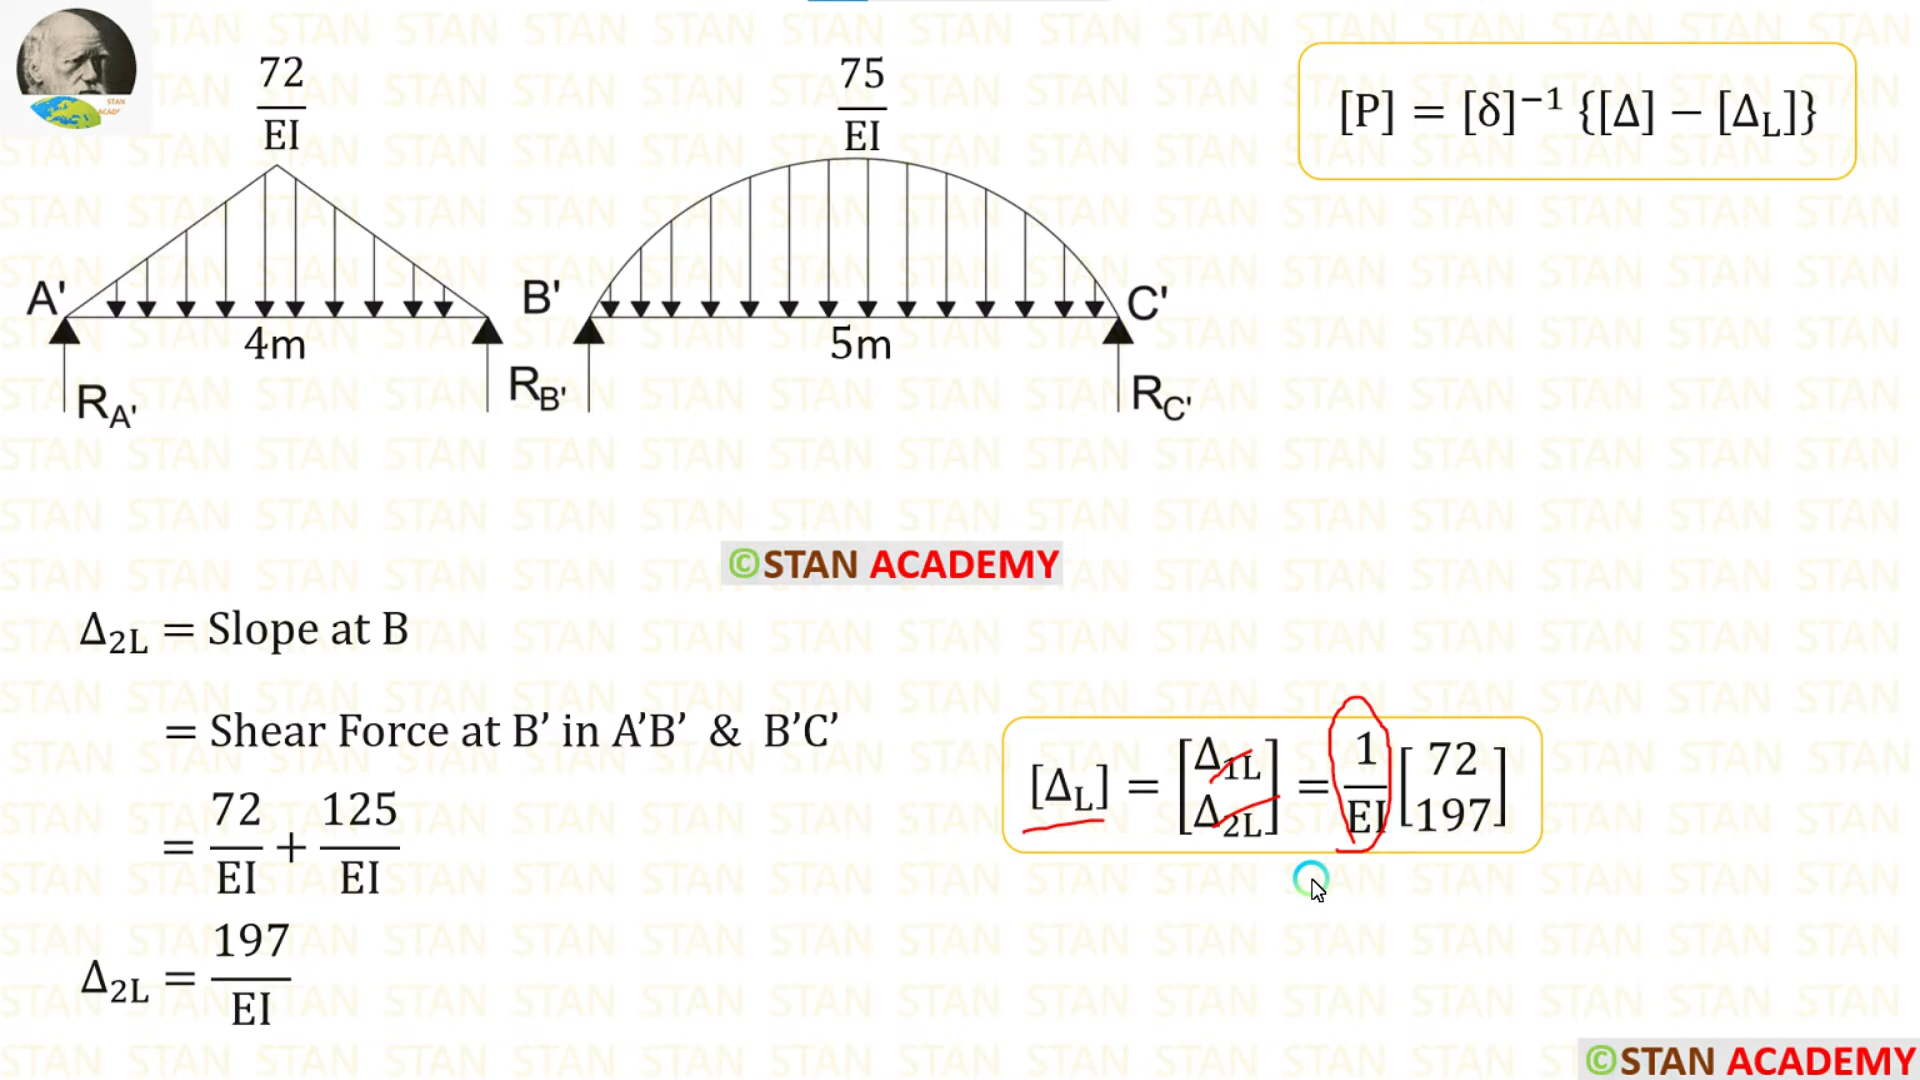 72/EI
75/EI
[P] = [δ]⁻¹ {[Δ] − [Δ_L]}
A'
B'
C'
4m
5m
R_A'
R_B'
R_C'
©STAN ACADEMY
Δ_2L = Slope at B
= Shear Force at B’ in A’B’ & B’C’
= 72/EI + 125/EI
Δ_2L = 197/EI
[Δ_L] = [Δ_1L Δ_2L] = 1/EI [72 197]
©STAN ACADEMY